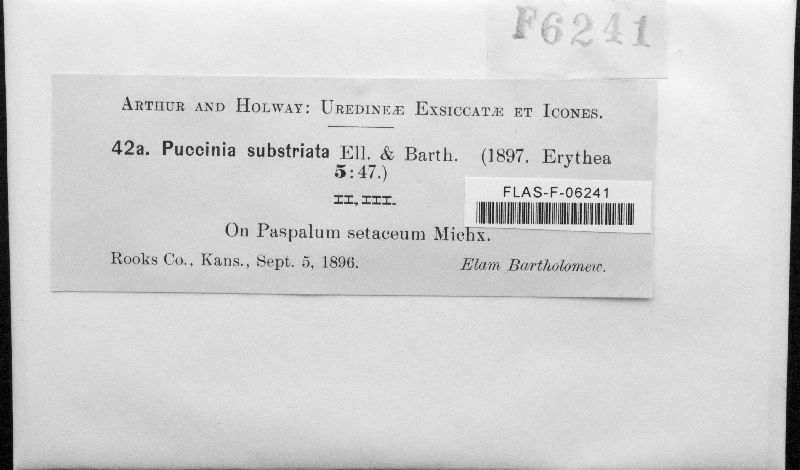 F6241
ARTHUR AND HOLWAY: UREDINEÆ EXSICCATÆ ET ICONES.
42a. Puccinia substriata Ell. & Barth. (1897. Erythea
5:47.)
II, III.
FLAS-F-06241
On Paspalum setaceum Michx.
Rooks Co., Kans., Sept. 5, 1896. Elam Bartholomew.